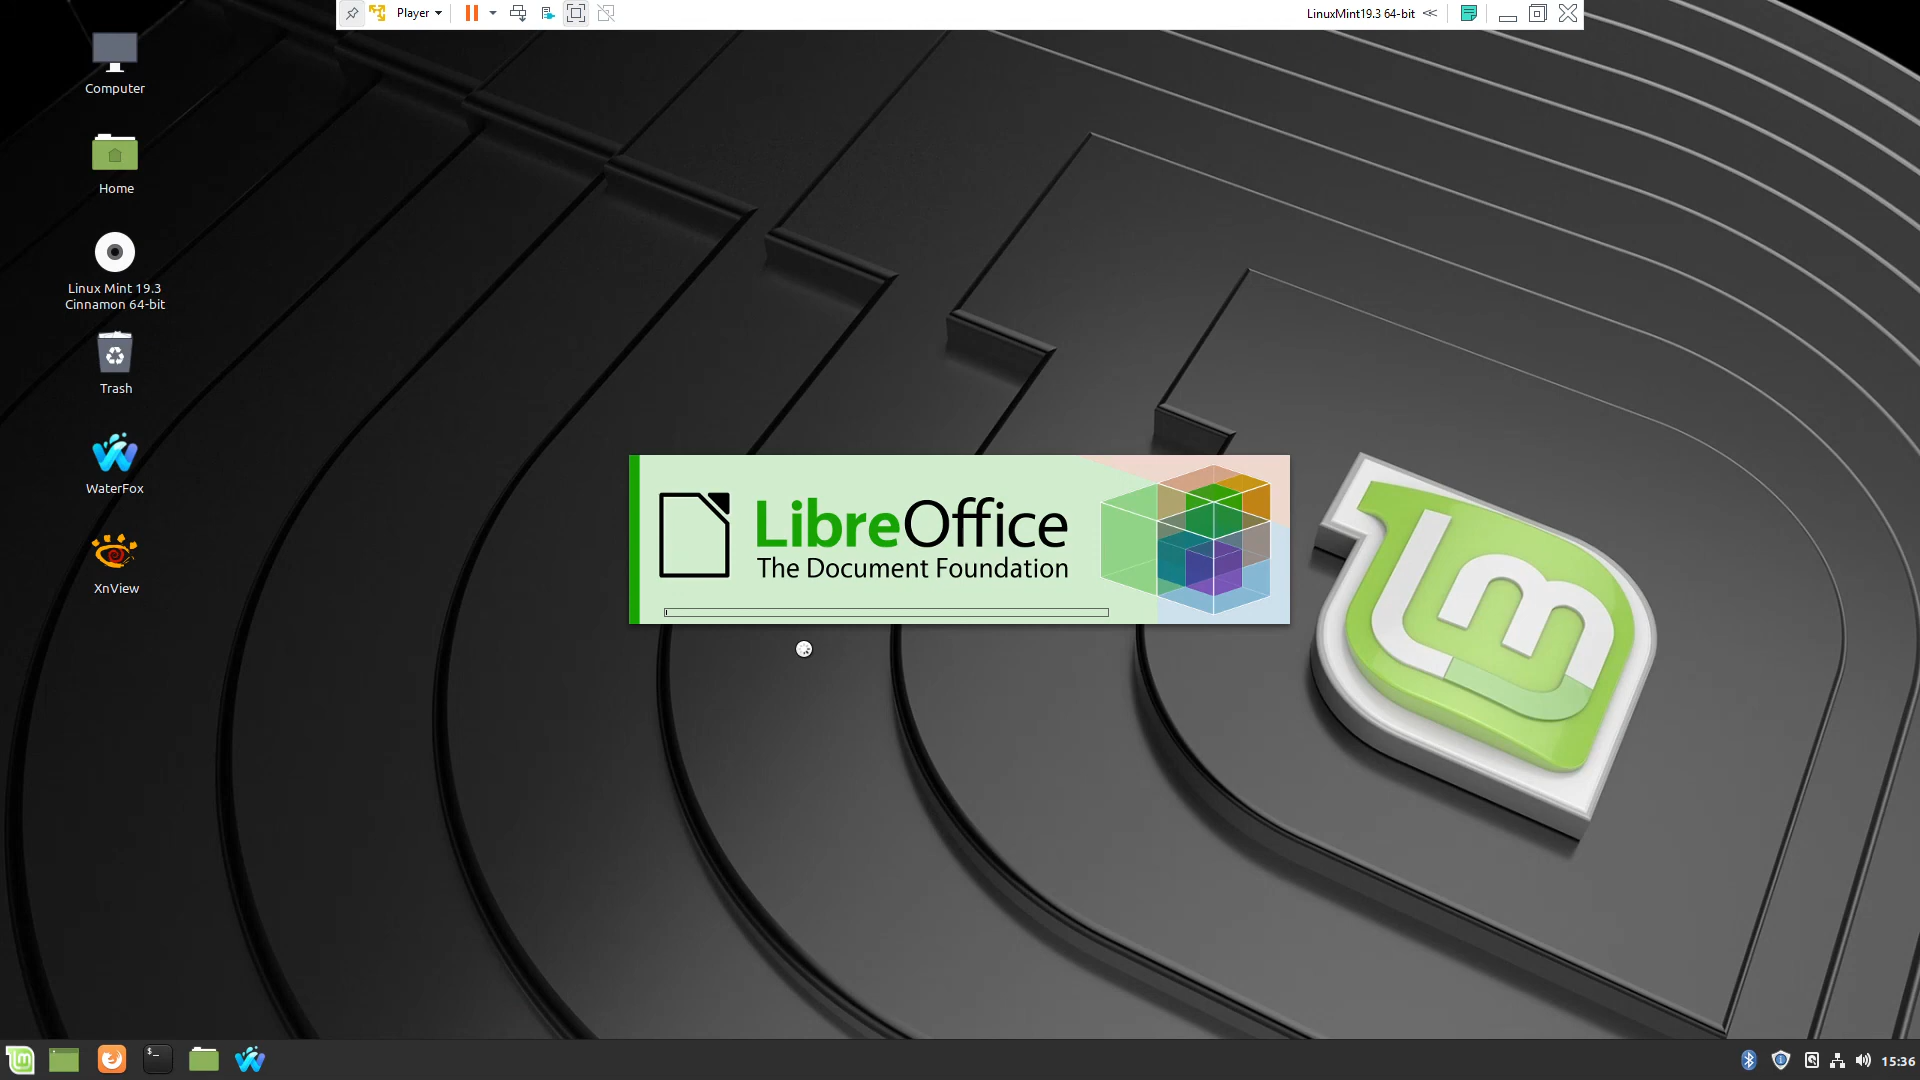 Player
LinuxMint19.3 64-bit
Computer
Home
Linux Mint 19.3
Cinnamon 64-bit
Trash
WaterFox
XnView
LibreOffice
The Document Foundation
15:36